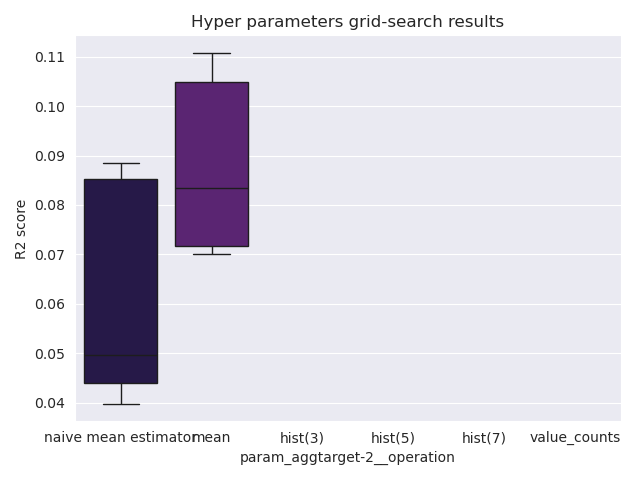 Hyper parameters grid-search results
0.11
0.10
0.09
0.08
0.07
0.06
0.05
0.04
R2 score
naive mean estimator mean hist(3) hist(5) hist(7) value_counts
param_aggtarget-2__operation